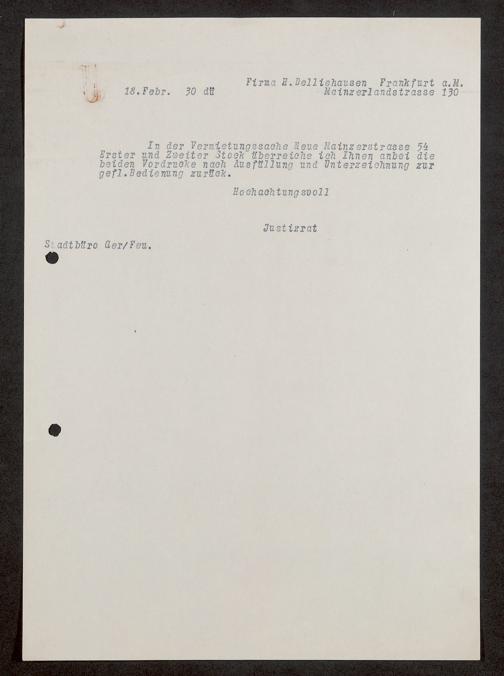 Firma H.Delliehausen Frankfurt a.M.
18.Febr. 30 dü Mainzerlandstrasse 130
In der Vermietungssache Neue Mainzerstrasse 54
Erster und Zweiter Stock überreiche ich Ihnen anbei die
beiden Vordrucke nach Ausfüllung und Unterzeichnung zur
gefl.Bedienung zurück.
Hochachtungsvoll
Justizrat
Stadtbüro Ger/Feu.